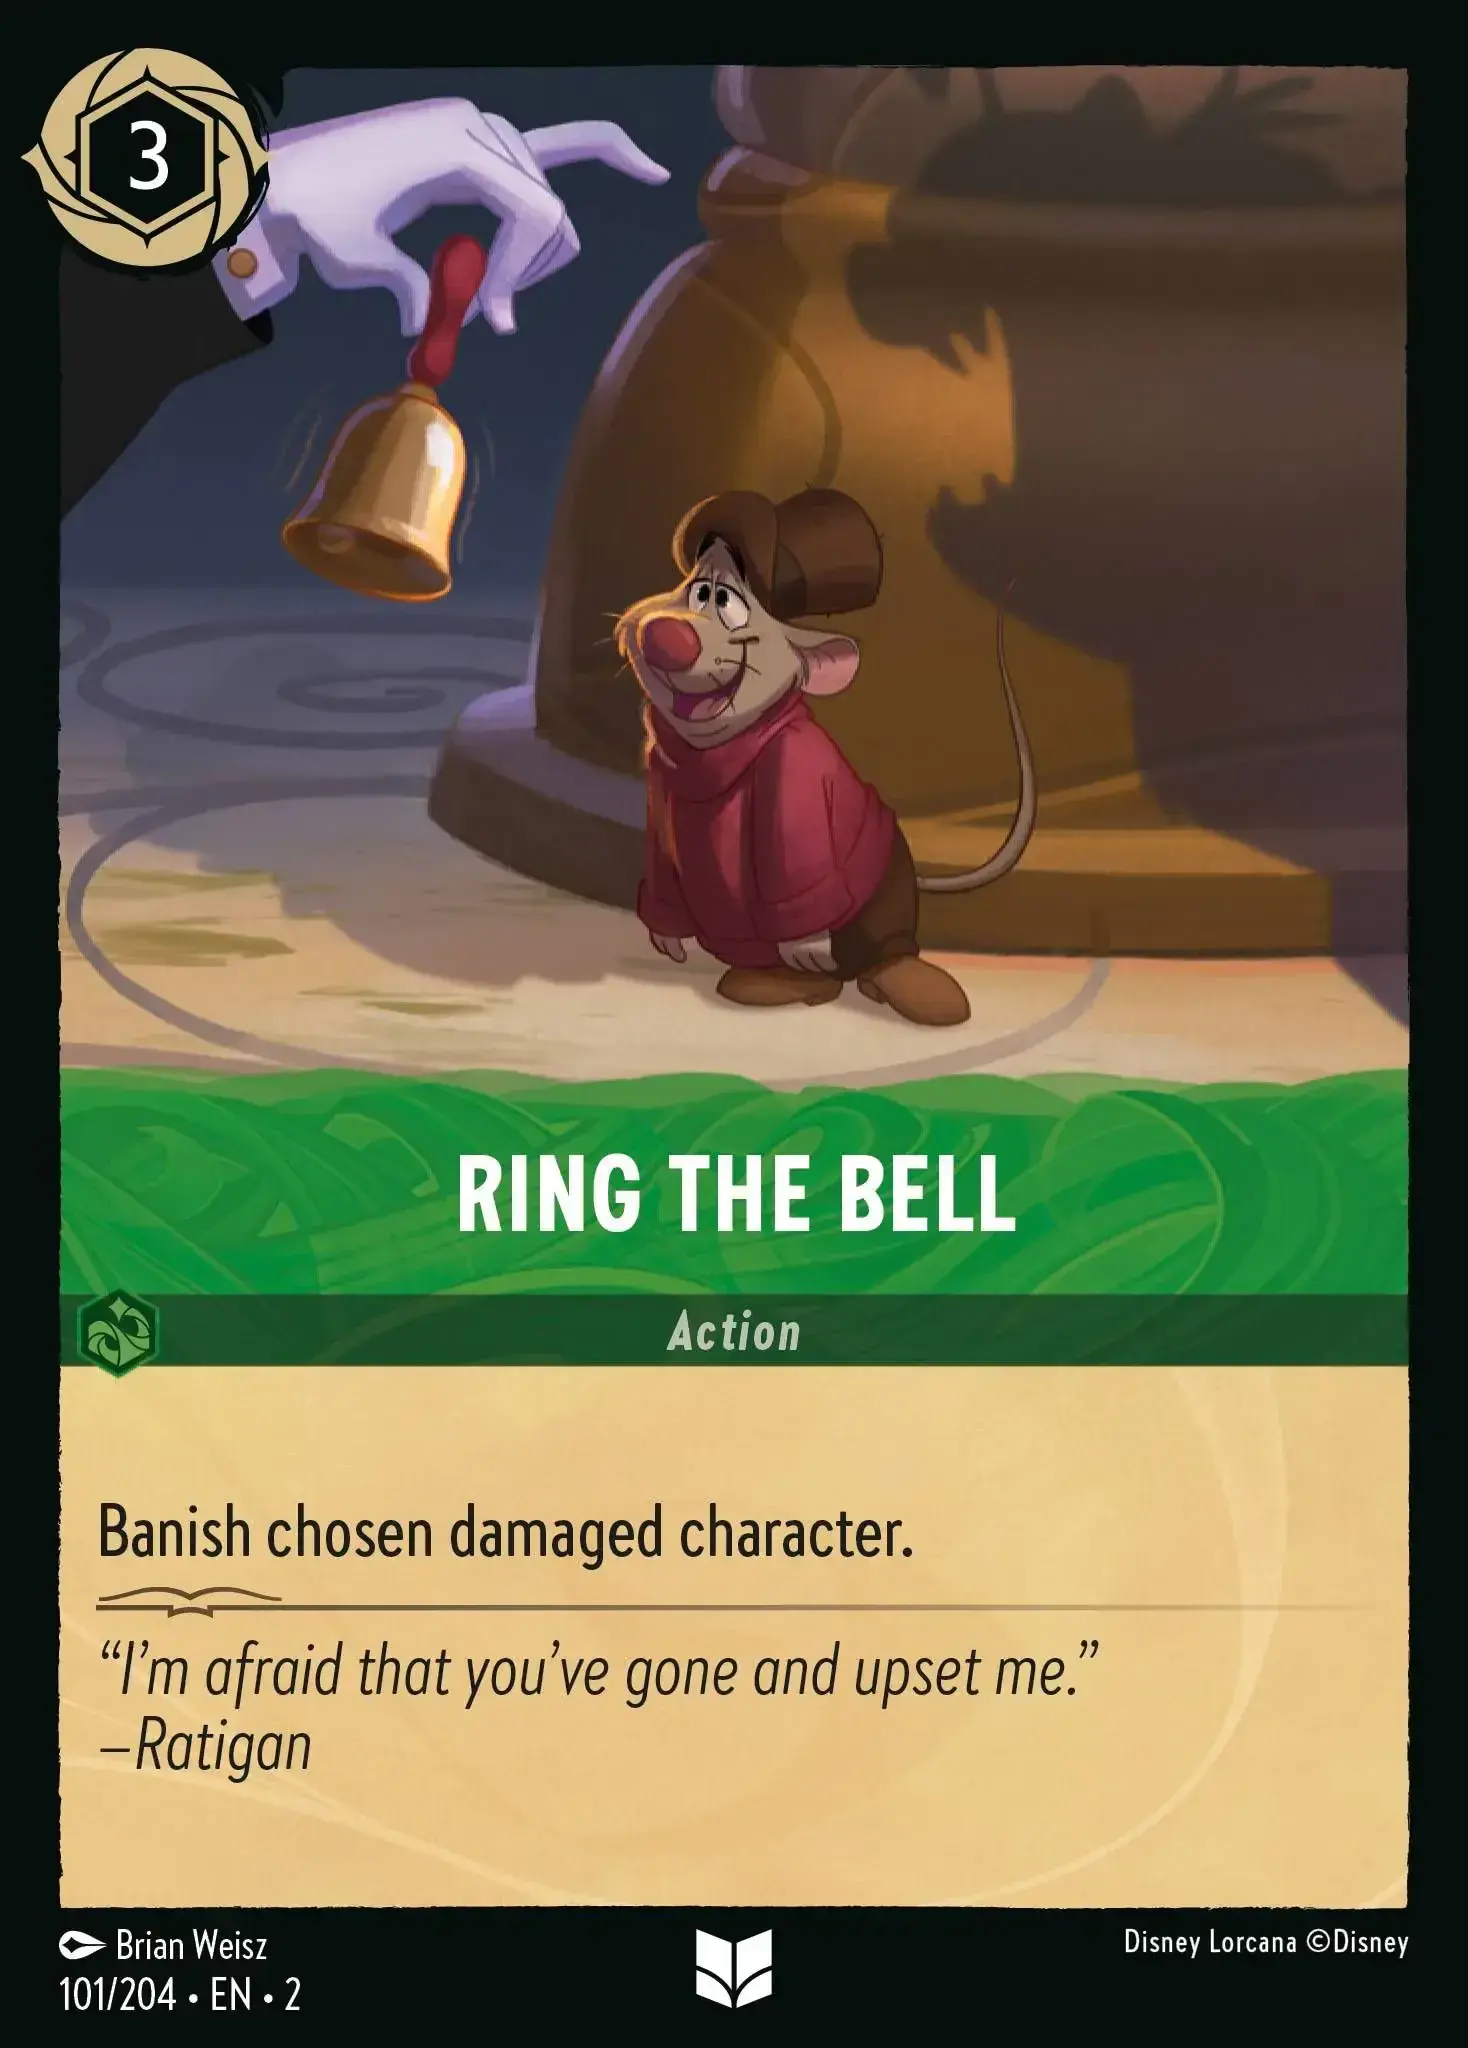 3
RING THE BELL
Action
Banish chosen damaged character.
“I’m afraid that you’ve gone and upset me.”
–Ratigan
Brian Weisz
Disney Lorcana ©Disney
101/204 • EN • 2